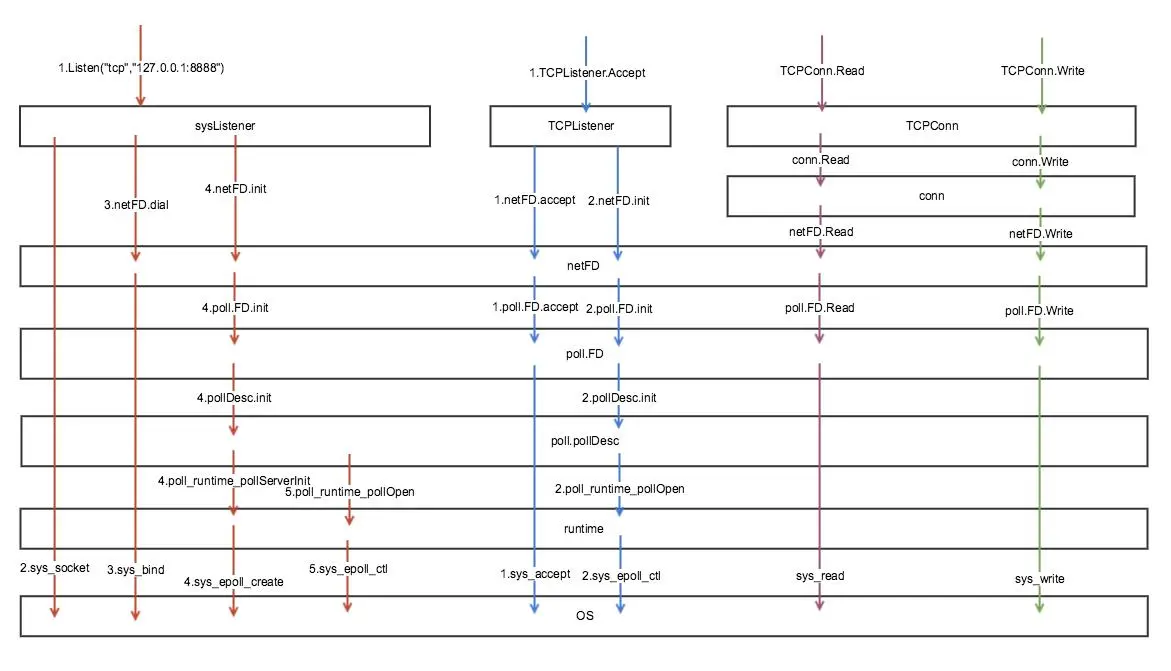 1.Listen("tcp","127.0.0.1:8888")
1.TCPListener.Accept
TCPConn.Read
TCPConn.Write
sysListener
TCPListener
TCPConn
conn.Read
conn.Write
4.netFD.init
3.netFD.dial
1.netFD.accept
2.netFD.init
conn
netFD.Read
netFD.Write
netFD
4.poll.FD.init
1.poll.FD.accept
2.poll.FD.init
poll.FD.Read
poll.FD.Write
poll.FD
4.pollDesc.init
2.pollDesc.init
poll.pollDesc
4.poll_runtime_pollServerInit
5.poll_runtime_pollOpen
2.poll_runtime_pollOpen
runtime
2.sys_socket
3.sys_bind
4.sys_epoll_create
5.sys_epoll_ctl
1.sys_accept
2.sys_epoll_ctl
sys_read
sys_write
OS